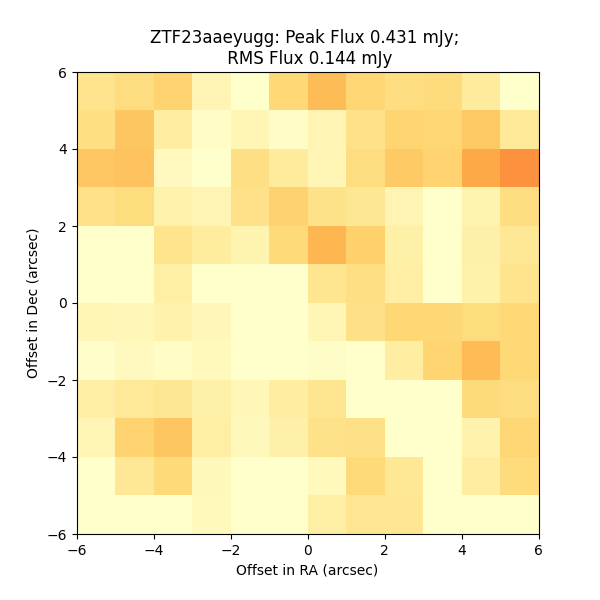 ZTF23aaeyugg: Peak Flux 0.431 mJy;
RMS Flux 0.144 mJy
6
4
2
0
−2
−4
−6
Offset in Dec (arcsec)
−6 −4 −2 0 2 4 6
Offset in RA (arcsec)